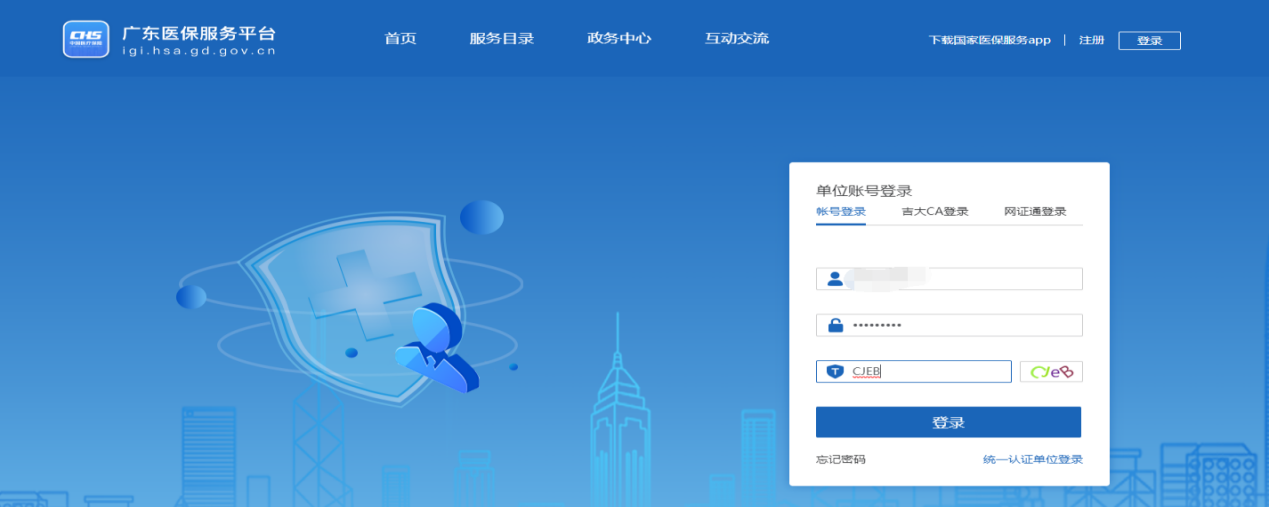 CHS
广东医保服务平台
igi.hsa.gd.gov.cn
首页 服务目录 政务中心 互动交流 下载国家医保服务app | 注册 登录
单位账号登录
帐号登录 吉大CA登录 网证通登录
•••••••••
CJEB CJeB
登录
忘记密码 统一认证单位登录